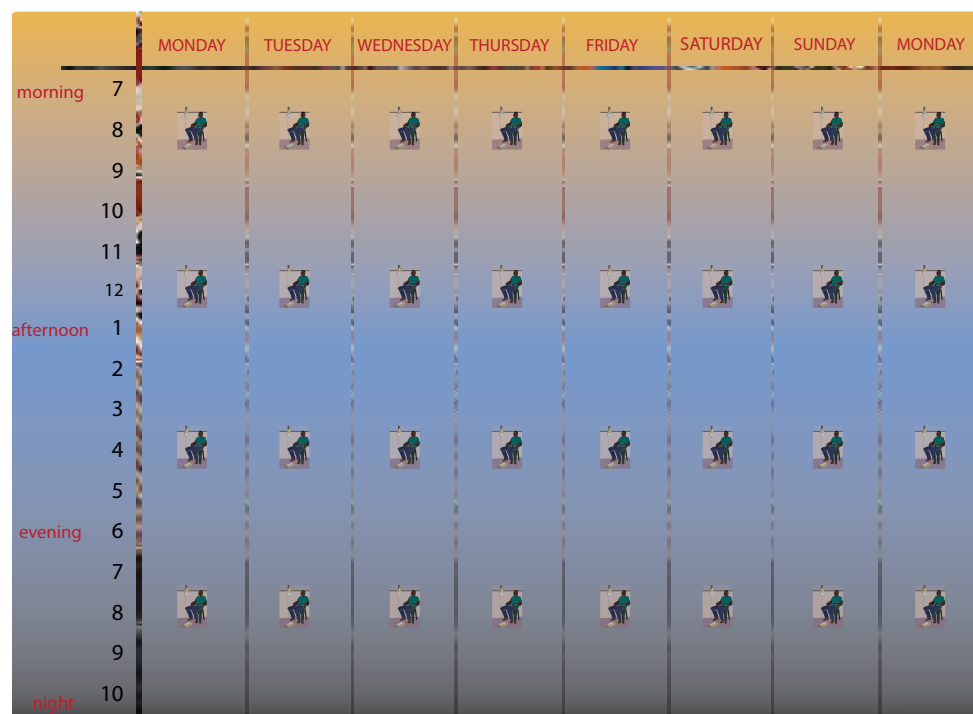 MONDAY TUESDAY WEDNESDAY THURSDAY FRIDAY SATURDAY SUNDAY MONDAY
morning 7
8
9
10
11
12
afternoon 1
2
3
4
5
evening 6
7
8
9
night 10